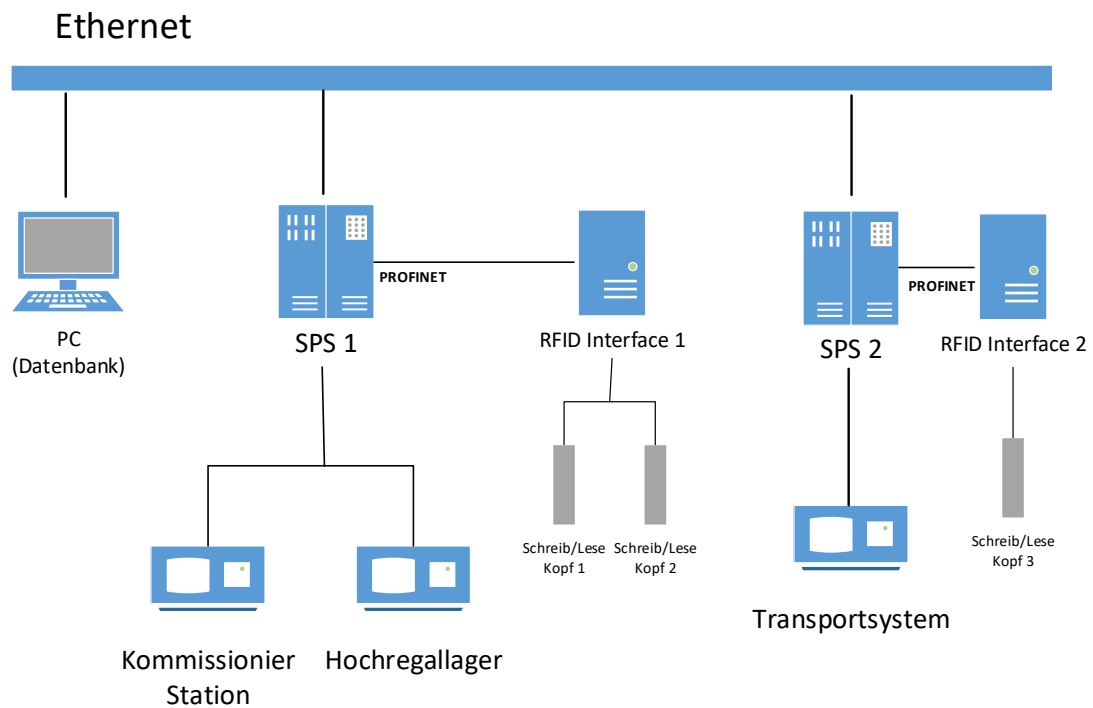 Ethernet
PROFINET
PROFINET
PC
(Datenbank)
SPS 1
RFID Interface 1
SPS 2
RFID Interface 2
Schreib/Lese
Kopf 1
Schreib/Lese
Kopf 2
Schreib/Lese
Kopf 3
Transportsystem
Kommissionier
Station
Hochregallager